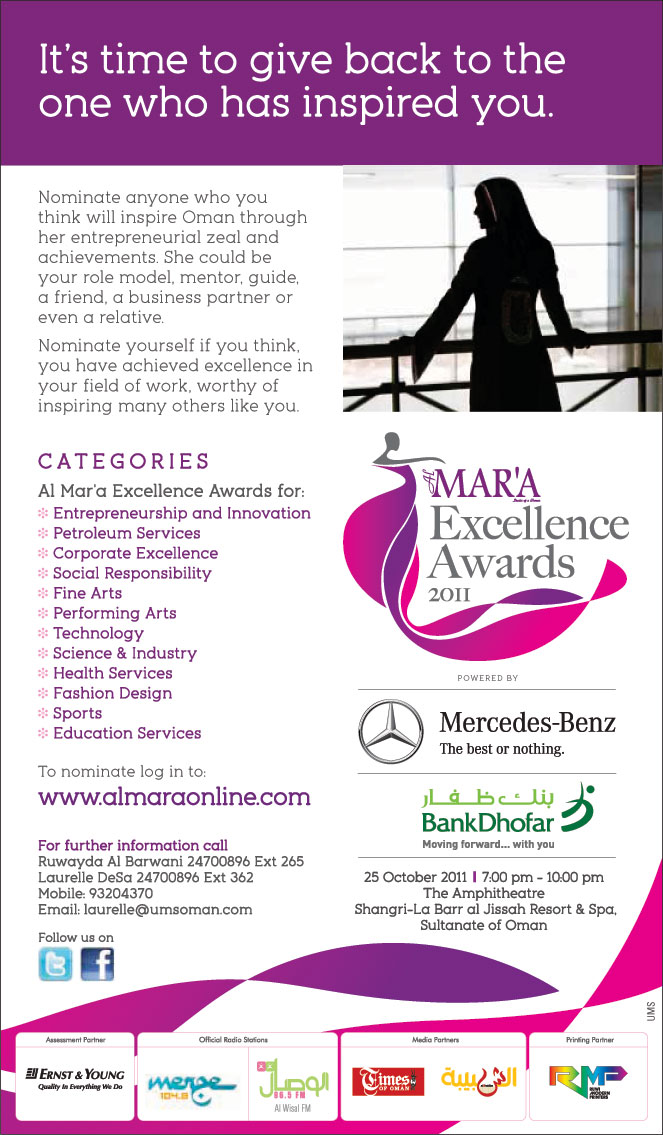 It's time to give back to the
one who has inspired you.
Nominate anyone who you
think will inspire Oman through
her entrepreneurial zeal and
achievements. She could be
your role model, mentor, guide,
a friend, a business partner or
even a relative.
Nominate yourself if you think,
you have achieved excellence in
your field of work, worthy of
inspiring many others like you.
CATEGORIES
Al Mar'a Excellence Awards for:
Entrepreneurship and Innovation
Petroleum Services
Corporate Excellence
Social Responsibility
Fine Arts
Performing Arts
Technology
Science & Industry
Health Services
Fashion Design
Sports
Education Services
To nominate log in to:
www.almaraonline.com
For further information call
Ruwayda Al Barwani 24700896 Ext 265
Laurelle DeSa 24700896 Ext 362
Mobile: 93204370
Email: laurelle@umsoman.com
Follow us on
Al MAR'A
Excellence
Awards
2011
POWERED BY
Mercedes-Benz
The best or nothing.
بنك ظفار
BankDhofar
Moving forward... with you
25 October 2011 | 7:00 pm - 10:00 pm
The Amphitheatre
Shangri-La Barr al Jissah Resort & Spa,
Sultanate of Oman
UMS
Assessment Partner
ERNST & YOUNG
Quality In Everything We Do
Official Radio Stations
merge
104.8
الوصال
96.5 FM
Al Wisal FM
Media Partners
Times
OF OMAN
الشبيبة
Printing Partner
RMP
RUWI
MODERN
PRINTERS